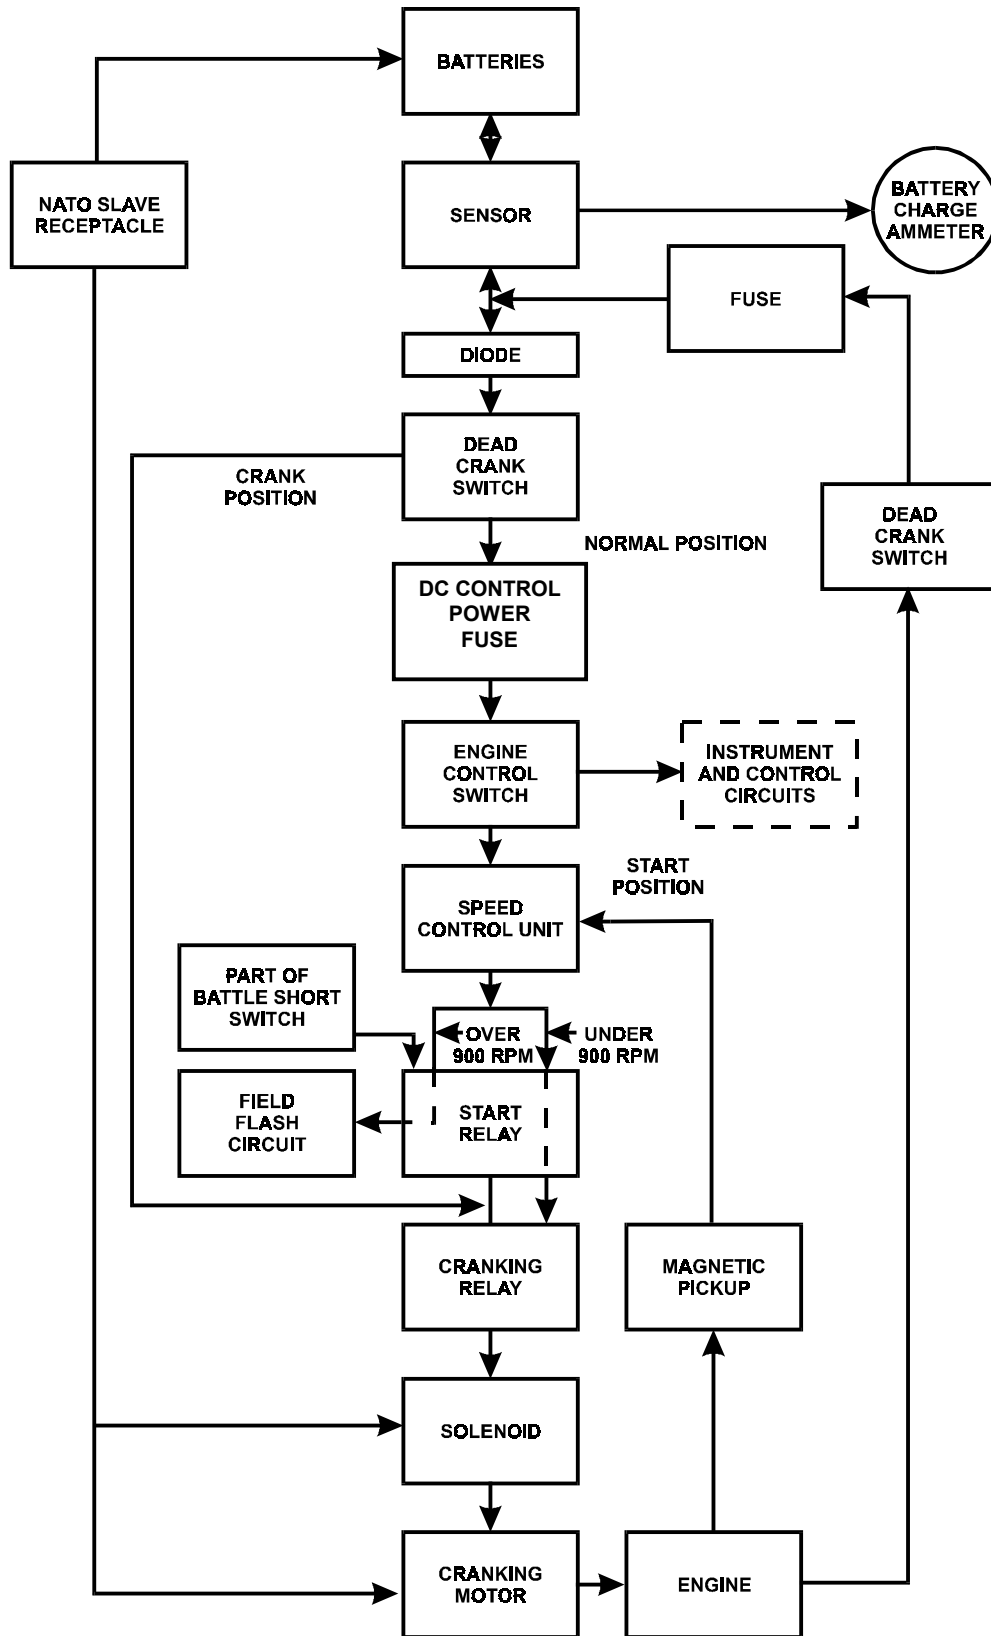 BATTERIES
NATO SLAVE
RECEPTACLE
SENSOR
BATTERY
CHARGE
AMMETER
FUSE
DIODE
DEAD
CRANK
SWITCH
CRANK
POSITION
DEAD
CRANK
SWITCH
NORMAL POSITION
DC CONTROL
POWER
FUSE
ENGINE
CONTROL
SWITCH
INSTRUMENT
AND CONTROL
CIRCUITS
START
POSITION
SPEED
CONTROL UNIT
PART OF
BATTLE SHORT
SWITCH
OVER
900 RPM
UNDER
900 RPM
FIELD
FLASH
CIRCUIT
START
RELAY
CRANKING
RELAY
MAGNETIC
PICKUP
SOLENOID
CRANKING
MOTOR
ENGINE